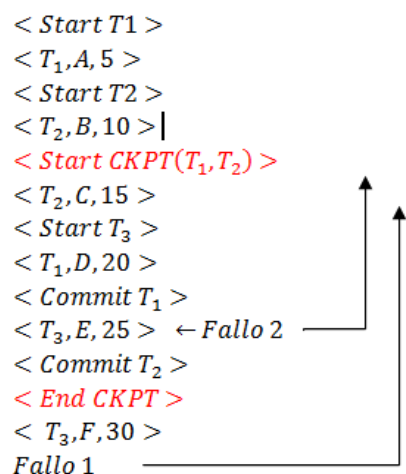 < Start T1 >
< T₁,A, 5 >
< Start T2 >
< T₂,B, 10 >
< Start CKPT(T₁,T₂) >
< T₂,C, 15 >
< Start T₃ >
< T₁,D, 20 >
< Commit T₁ >
< T₃,E, 25 > ← Fallo 2
< Commit T₂ >
< End CKPT >
< T₃,F, 30 >
Fallo 1